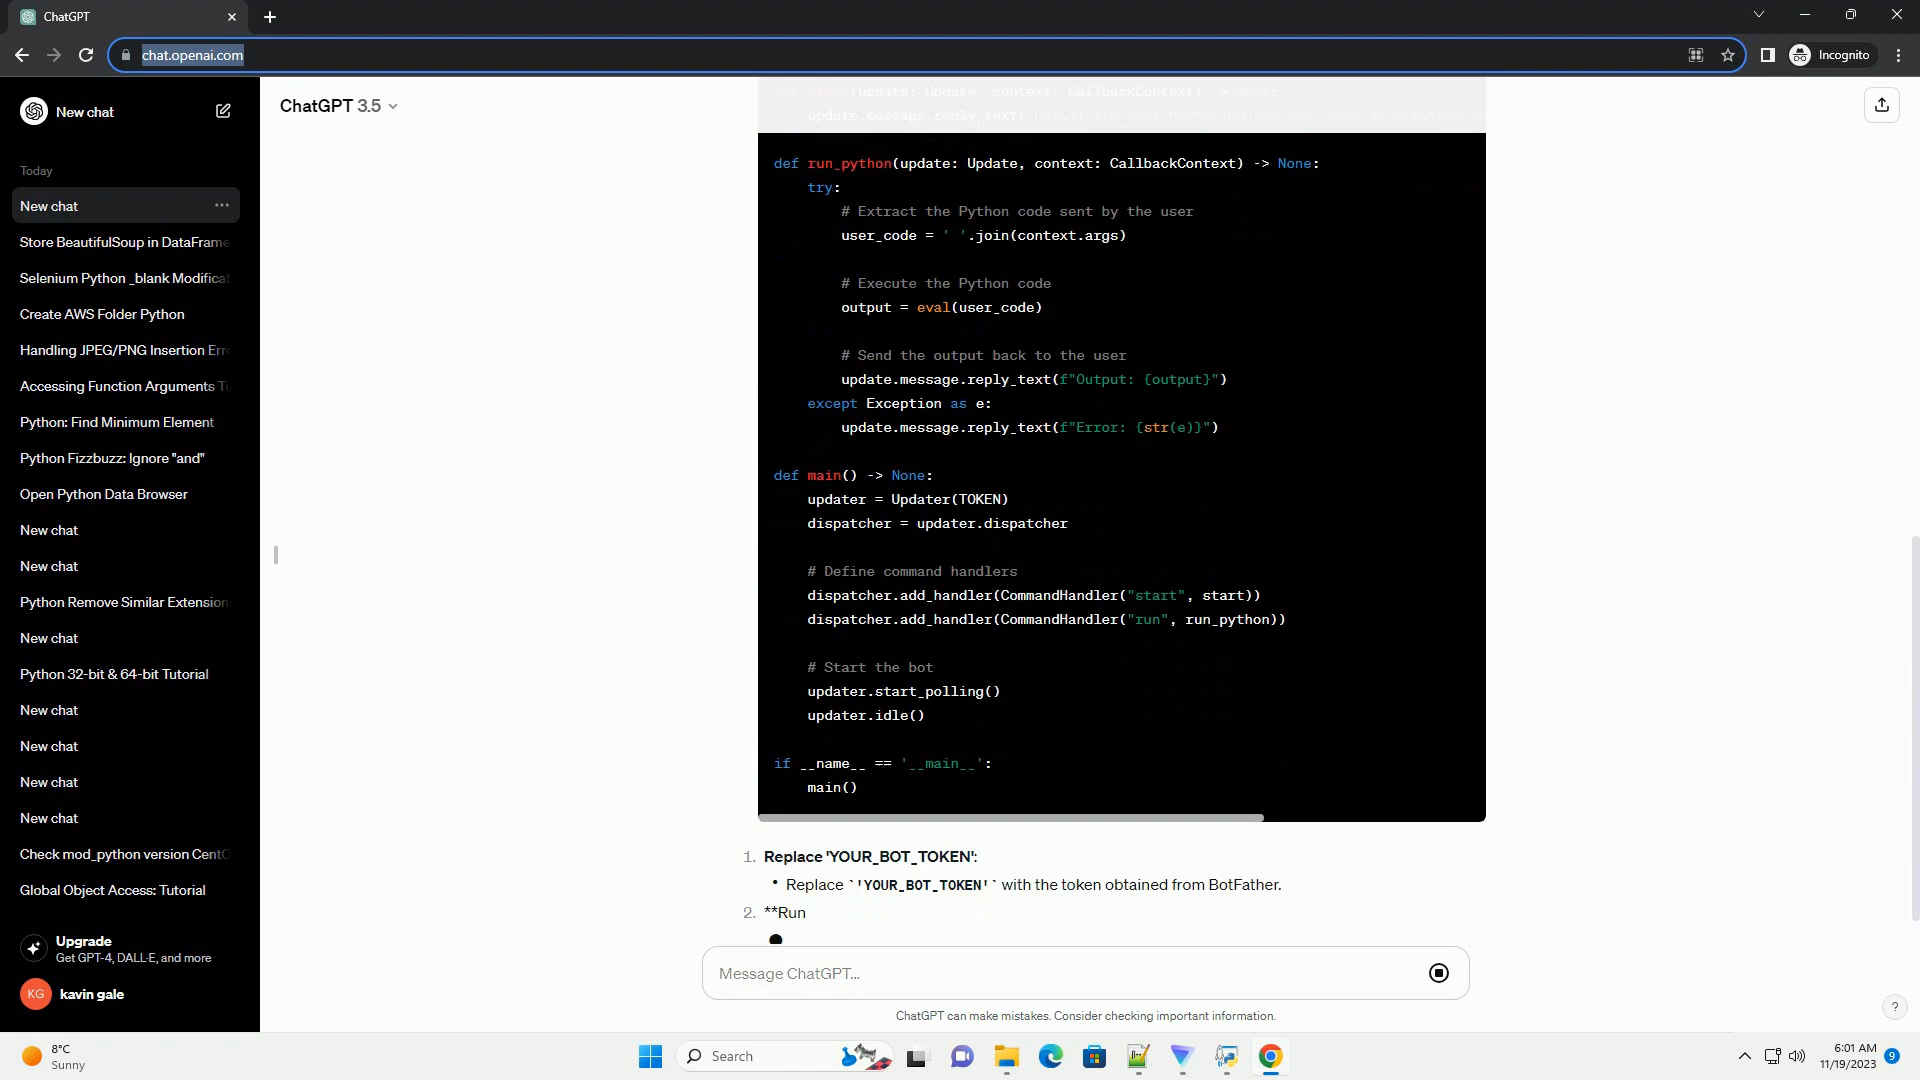 ChatGPT
chat.openai.com
Incognito
New chat
ChatGPT 3.5
Today
New chat
Store BeautifulSoup in DataFrame
Selenium Python _blank Modificat
Create AWS Folder Python
Handling JPEG/PNG Insertion Err
Accessing Function Arguments Tu
Python: Find Minimum Element
Python Fizzbuzz: Ignore "and"
Open Python Data Browser
New chat
New chat
Python Remove Similar Extension
New chat
Python 32-bit & 64-bit Tutorial
New chat
New chat
New chat
New chat
Check mod_python version CentO
Global Object Access: Tutorial
Upgrade
Get GPT-4, DALL·E, and more
KG kavin gale
(update: Update, context: CallbackContext) -> None:
update.message.reply_text(
def run_python(update: Update, context: CallbackContext) -> None:
try:
# Extract the Python code sent by the user
user_code = ' '.join(context.args)
# Execute the Python code
output = eval(user_code)
# Send the output back to the user
update.message.reply_text(f"Output: {output}")
except Exception as e:
update.message.reply_text(f"Error: {str(e)}")
def main() -> None:
updater = Updater(TOKEN)
dispatcher = updater.dispatcher
# Define command handlers
dispatcher.add_handler(CommandHandler("start", start))
dispatcher.add_handler(CommandHandler("run", run_python))
# Start the bot
updater.start_polling()
updater.idle()
if __name__ == '__main__':
main()
1. Replace 'YOUR_BOT_TOKEN':
• Replace `'YOUR_BOT_TOKEN'` with the token obtained from BotFather.
2. **Run
Message ChatGPT...
ChatGPT can make mistakes. Consider checking important information.
?
8°C
Sunny
Search
6:01 AM
11/19/2023
9